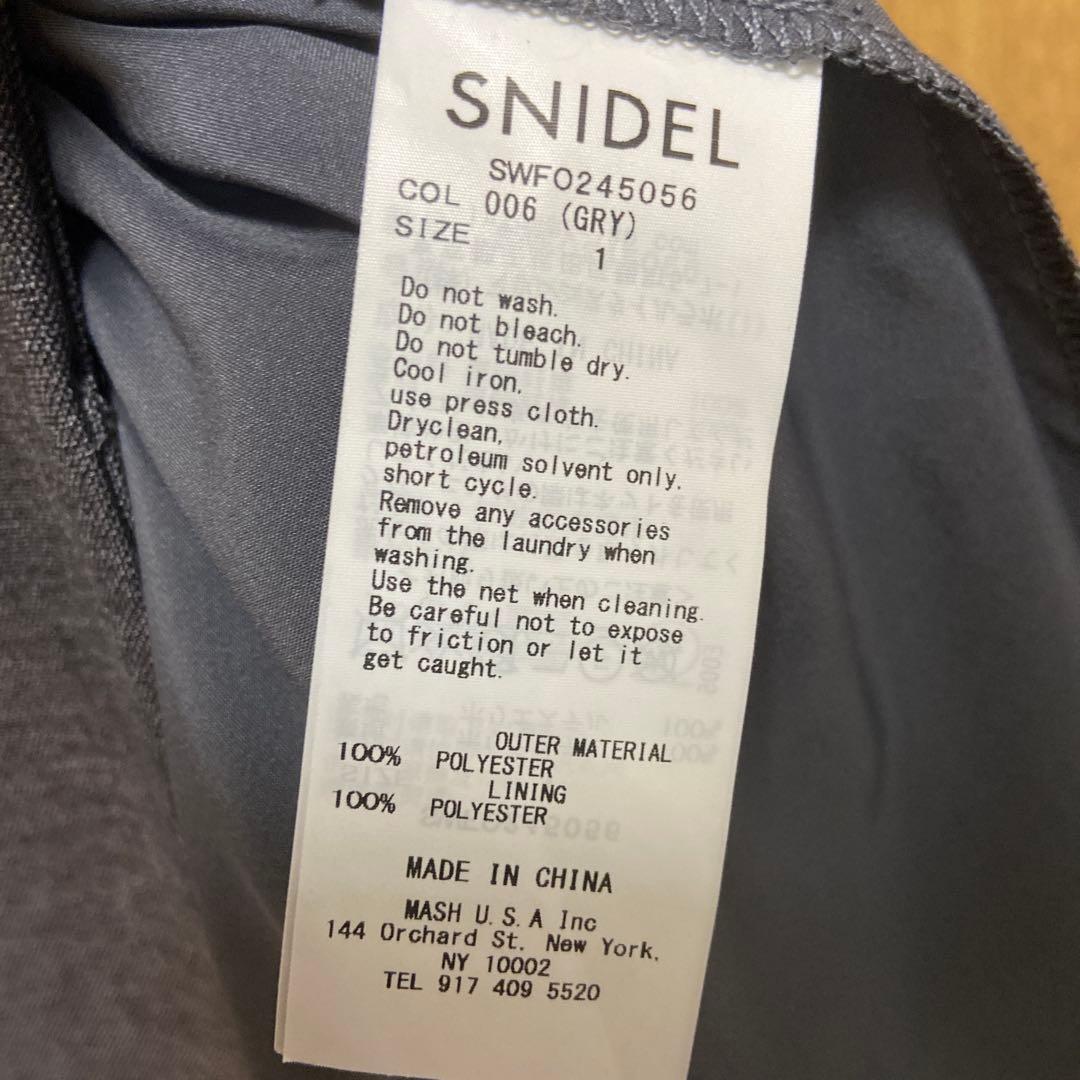 SNIDEL
SWFO245056
COL 006 (GRY)
SIZE 1
Do not wash.
Do not bleach.
Do not tumble dry.
Cool iron,
use press cloth.
Dryclean,
petroleum solvent only.
short cycle.
Remove any accessories
from the laundry when
washing.
Use the net when cleaning.
Be careful not to expose
to friction or let it
get caught.
OUTER MATERIAL
100% POLYESTER
LINING
100% POLYESTER
MADE IN CHINA
MASH U.S.A Inc
144 Orchard St. New York,
NY 10002
TEL 917 409 5520